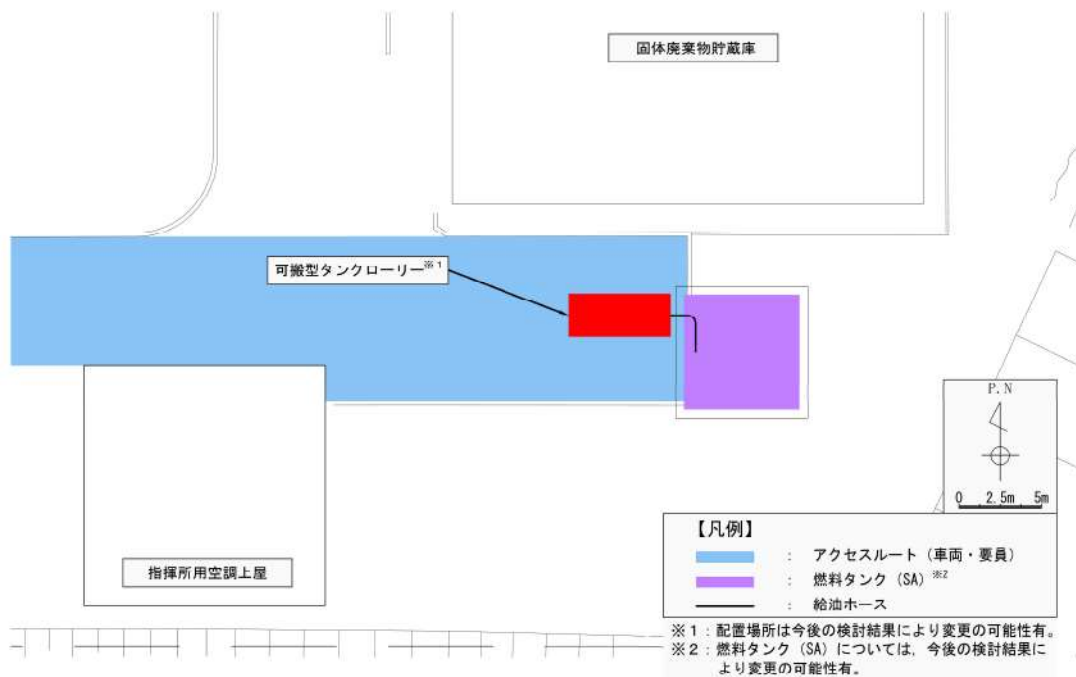 固体廃棄物貯蔵庫
可搬型タンクローリー※1
指揮所用空調上屋
P.N
0 2.5m 5m
【凡例】
： アクセスルート（車両・要員）
： 燃料タンク（SA）※2
： 給油ホース
※1：配置場所は今後の検討結果により変更の可能性有。
※2：燃料タンク（SA）については，今後の検討結果に
より変更の可能性有。